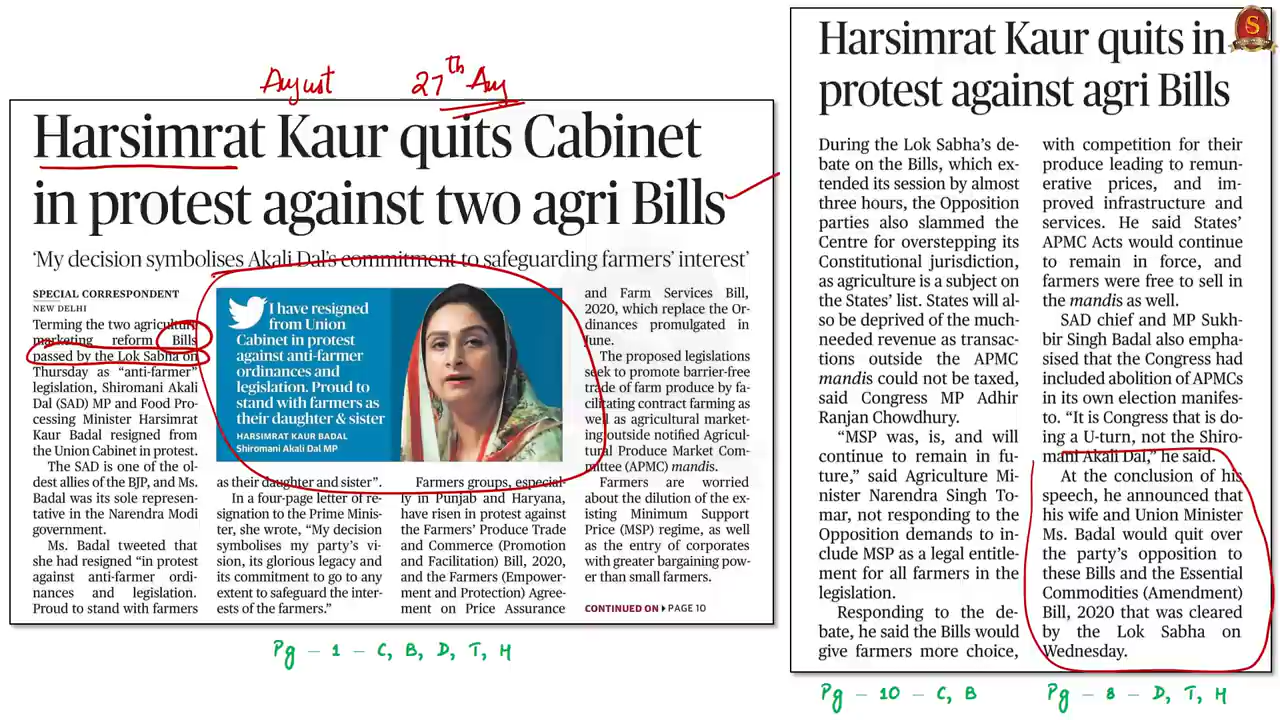 August 27th Aug
Harsimrat Kaur quits Cabinet
in protest against two agri Bills
‘My decision symbolises Akali Dal's commitment to safeguarding farmers’ interest’
SPECIAL CORRESPONDENT
NEW DELHI
Terming the two agriculture
marketing reform Bills
passed by the Lok Sabha on
Thursday as “anti-farmer”
legislation, Shiromani Akali
Dal (SAD) MP and Food Pro-
cessing Minister Harsimrat
Kaur Badal resigned from
the Union Cabinet in protest.
The SAD is one of the ol-
dest allies of the BJP, and Ms.
Badal was its sole represen-
tative in the Narendra Modi
government.
Ms. Badal tweeted that
she had resigned “in protest
against anti-farmer ordi-
nances and legislation.
Proud to stand with farmers
I have resigned
from Union
Cabinet in protest
against anti-farmer
ordinances and
legislation. Proud to
stand with farmers as
their daughter & sister
HARSIMRAT KAUR BADAL
Shiromani Akali Dal MP
as their daughter and sister”.
In a four-page letter of re-
signation to the Prime Minis-
ter, she wrote, “My decision
symbolises my party’s vi-
sion, its glorious legacy and
its commitment to go to any
extent to safeguard the inter-
ests of the farmers.”
Farmers groups, especial-
ly in Punjab and Haryana,
have risen in protest against
the Farmers’ Produce Trade
and Commerce (Promotion
and Facilitation) Bill, 2020,
and the Farmers (Empower-
ment and Protection) Agree-
ment on Price Assurance
and Farm Services Bill,
2020, which replace the Or-
dinances promulgated in
June.
The proposed legislations
seek to promote barrier-free
trade of farm produce by fa-
cilitating contract farming as
well as agricultural market-
ing outside notified Agricul-
tural Produce Market Com-
mittee (APMC) mandis.
Farmers are worried
about the dilution of the ex-
isting Minimum Support
Price (MSP) regime, as well
as the entry of corporates
with greater bargaining pow-
er than small farmers.
CONTINUED ON PAGE 10
Pg - 1 - C, B, D, T, H
S
Harsimrat Kaur quits in
protest against agri Bills
During the Lok Sabha’s de-
bate on the Bills, which ex-
tended its session by almost
three hours, the Opposition
parties also slammed the
Centre for overstepping its
Constitutional jurisdiction,
as agriculture is a subject on
the States’ list. States will al-
so be deprived of the much-
needed revenue as transac-
tions outside the APMC
mandis could not be taxed,
said Congress MP Adhir
Ranjan Chowdhury.
“MSP was, is, and will
continue to remain in fu-
ture,” said Agriculture Mi-
nister Narendra Singh To-
mar, not responding to the
Opposition demands to in-
clude MSP as a legal entitle-
ment for all farmers in the
legislation.
Responding to the de-
bate, he said the Bills would
give farmers more choice,
with competition for their
produce leading to remun-
erative prices, and im-
proved infrastructure and
services. He said States’
APMC Acts would continue
to remain in force, and
farmers were free to sell in
the mandis as well.
SAD chief and MP Sukh-
bir Singh Badal also empha-
sised that the Congress had
included abolition of APMCs
in its own election manifes-
to. “It is Congress that is do-
ing a U-turn, not the Shiro-
mani Akali Dal,” he said.
At the conclusion of his
speech, he announced that
his wife and Union Minister
Ms. Badal would quit over
the party’s opposition to
these Bills and the Essential
Commodities (Amendment)
Bill, 2020 that was cleared
by the Lok Sabha on
Wednesday.
Pg - 10 - C, B
Pg - 8 - D, T, H